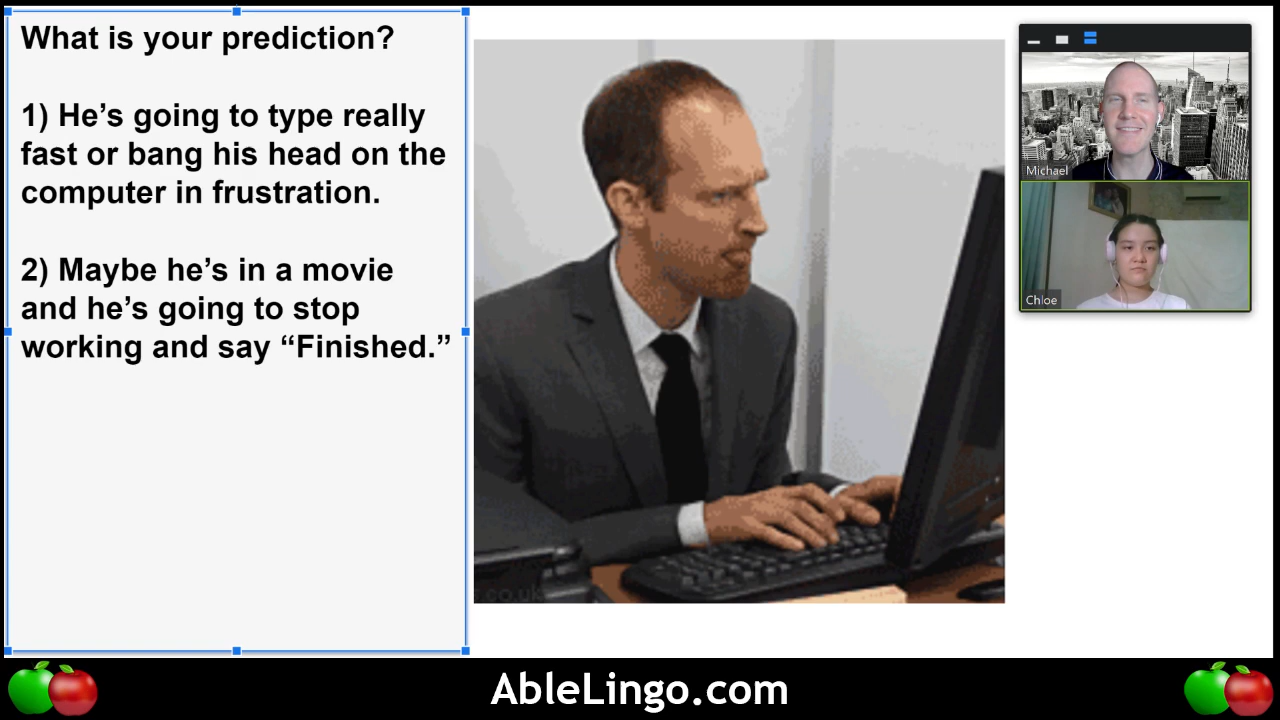 What is your prediction?
1) He’s going to type really
fast or bang his head on the
computer in frustration.
2) Maybe he’s in a movie
and he’s going to stop
working and say “Finished.”
Michael
Chloe
.co.uk
AbleLingo.com